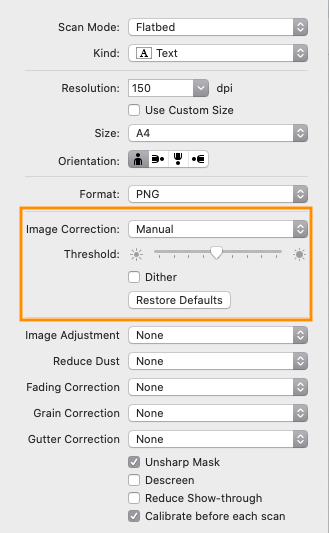 Scan Mode: Flatbed
Kind: A Text
Resolution: 150 dpi
Use Custom Size
Size: A4
Orientation:
Format: PNG
Image Correction: Manual
Threshold:
Dither
Restore Defaults
Image Adjustment None
Reduce Dust None
Fading Correction None
Grain Correction None
Gutter Correction None
Unsharp Mask
Descreen
Reduce Show-through
Calibrate before each scan